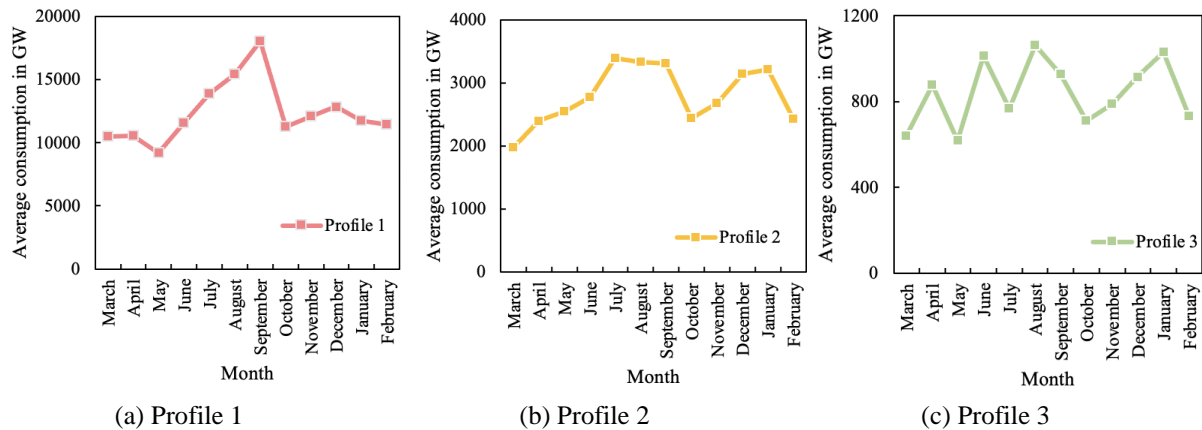 20000
15000
10000
5000
0
Average consumption in GW
Profile 1
March
April
May
June
July
August
September
October
November
December
January
February
Month
(a) Profile 1
4000
3000
2000
1000
0
Average consumption in GW
Profile 2
March
April
May
June
July
August
September
October
November
December
January
February
Month
(b) Profile 2
1200
800
400
0
Average consumption in GW
Profile 3
March
April
May
June
July
August
September
October
November
December
January
February
Month
(c) Profile 3